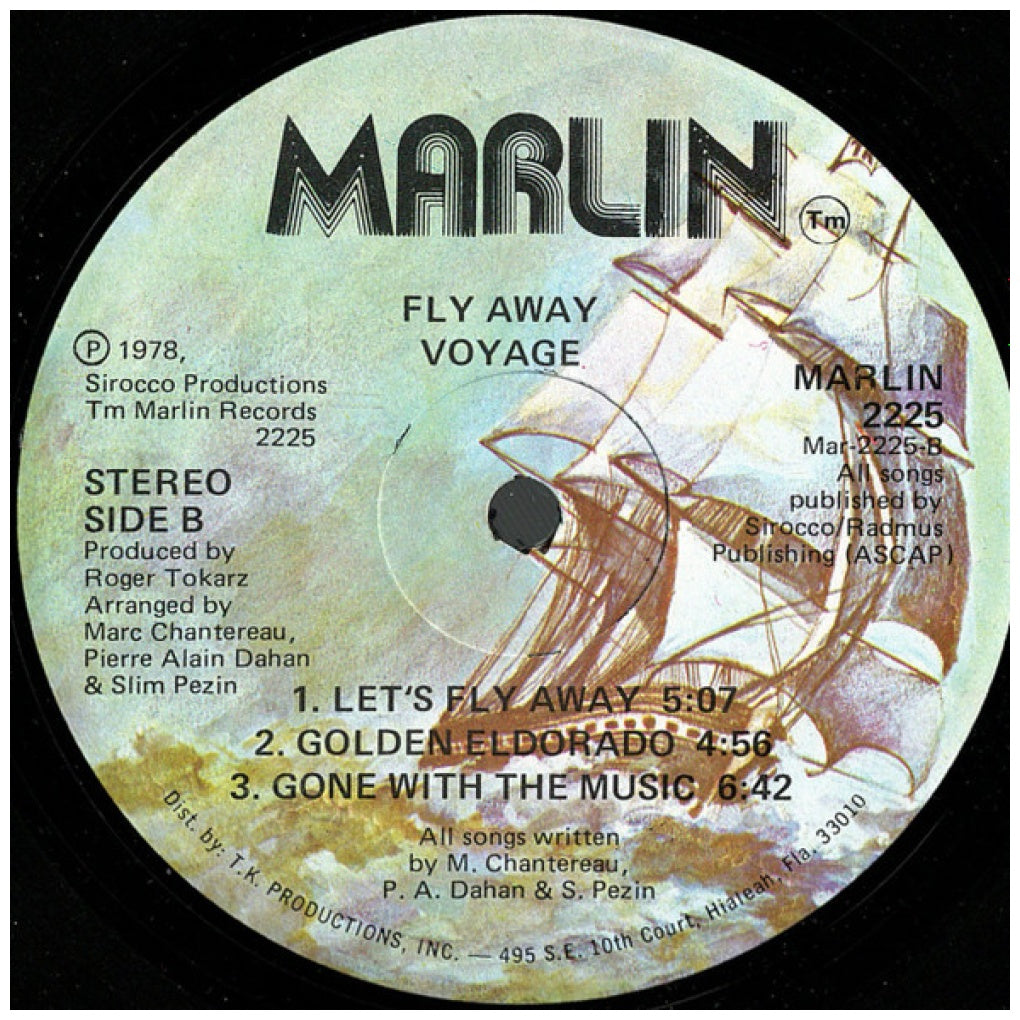 MARLIN
Tm
FLY AWAY
VOYAGE
Ⓟ 1978,
Sirocco Productions
Tm Marlin Records
2225
STEREO
SIDE B
Produced by
Roger Tokarz
Arranged by
Marc Chantereau,
Pierre Alain Dahan
& Slim Pezin
MARLIN
2225
Mar-2225-B
All songs
published by
Sirocco/Radmus
Publishing (ASCAP)
1. LET'S FLY AWAY 5:07
2. GOLDEN ELDORADO 4:56
3. GONE WITH THE MUSIC 6:42
All songs written
by M. Chantereau,
P. A. Dahan & S. Pezin
Dist. by: T.K. PRODUCTIONS, INC. — 495 S.E. 10th Court, Hialeah, Fla. 33010